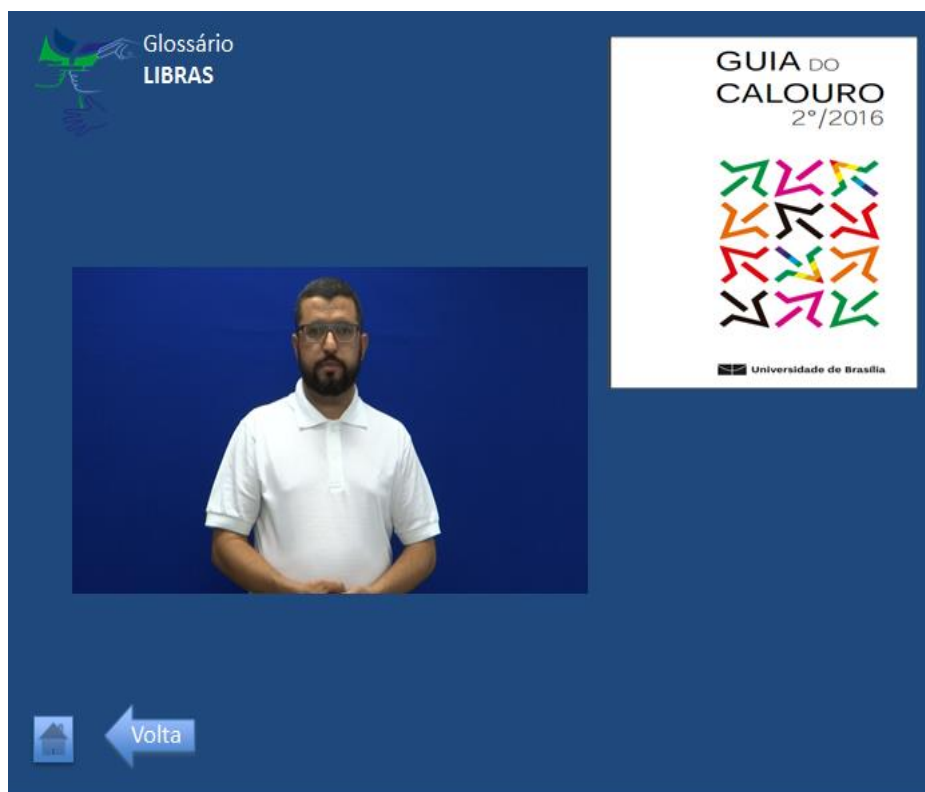 Glossário
LIBRAS
GUIA DO
CALOURO
2°/2016
Universidade de Brasília
Volta